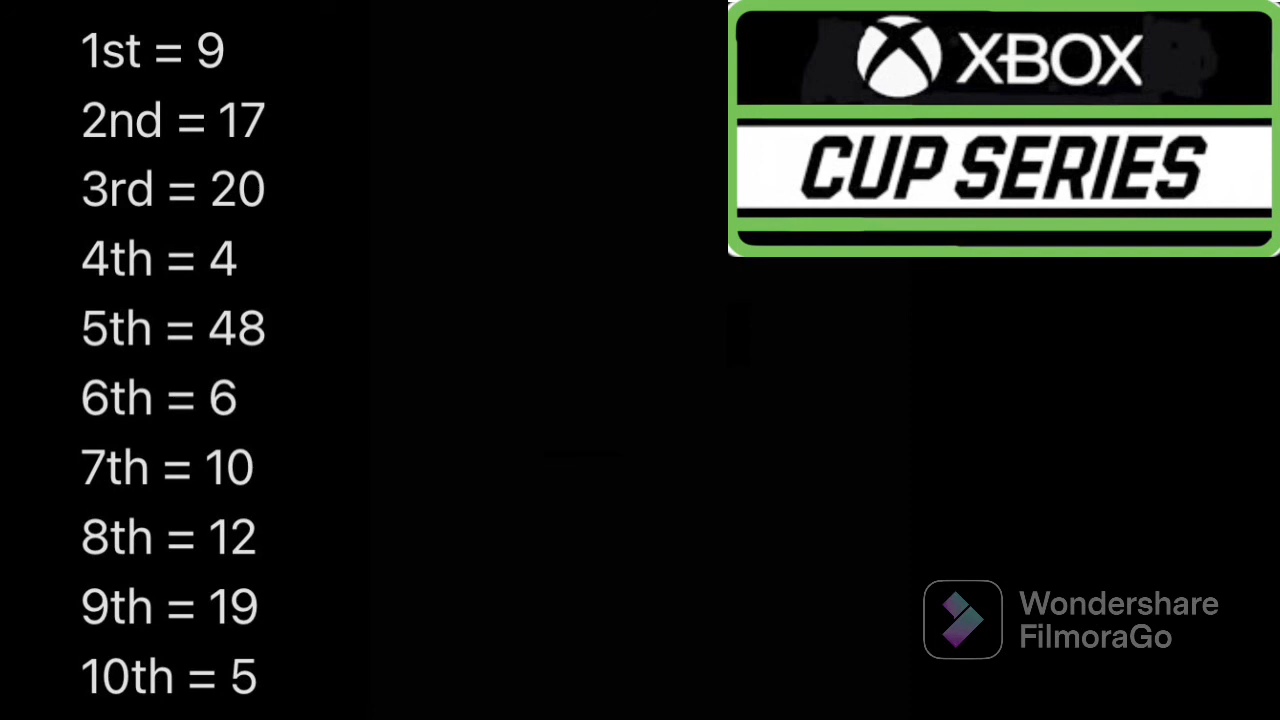 1st = 9
2nd = 17
3rd = 20
4th = 4
5th = 48
6th = 6
7th = 10
8th = 12
9th = 19
10th = 5
XBOX
CUP SERIES
Wondershare
FilmoraGo